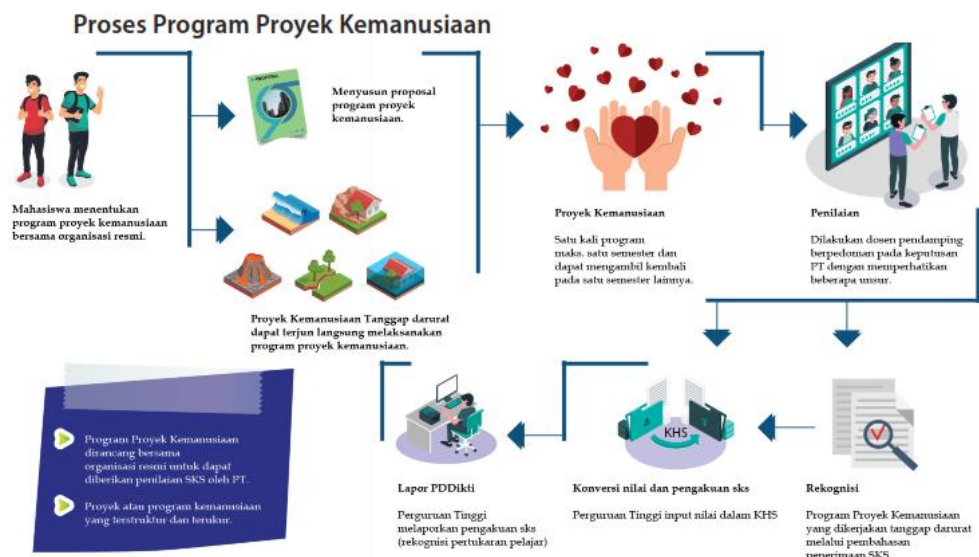 Proses Program Proyek Kemanusiaan
Mahasiswa menentukan
program proyek kemanusiaan
bersama organisasi resmi.
PROPOSAL
Menyusun proposal
program proyek
kemanusiaan.
Proyek Kemanusiaan Tanggap darurat
dapat terjun langsung melaksanakan
program proyek kemanusiaan.
Proyek Kemanusiaan
Satu kali program
maks. satu semester dan
dapat mengambil kembali
pada satu semester lainnya.
Penilaian
Dilakukan dosen pendamping
berpedoman pada keputusan
PT dengan memperhatikan
beberapa unsur.
Rekognisi
Program Proyek Kemanusiaan
yang dikerjakan tanggap darurat
melalui pembahasan
penerimaan SKS
KHS
Konversi nilai dan pengakuan sks
Perguruan Tinggi input nilai dalam KHS
Lapor PDDikti
Perguruan Tinggi
melaporkan pengakuan sks
(rekognisi pertukaran pelajar)
Program Proyek Kemanusiaan
dirancang bersama
organisasi resmi untuk dapat
diberikan penilaian SKS oleh PT.
Proyek atau program kemanusiaan
yang terstruktur dan terukur.